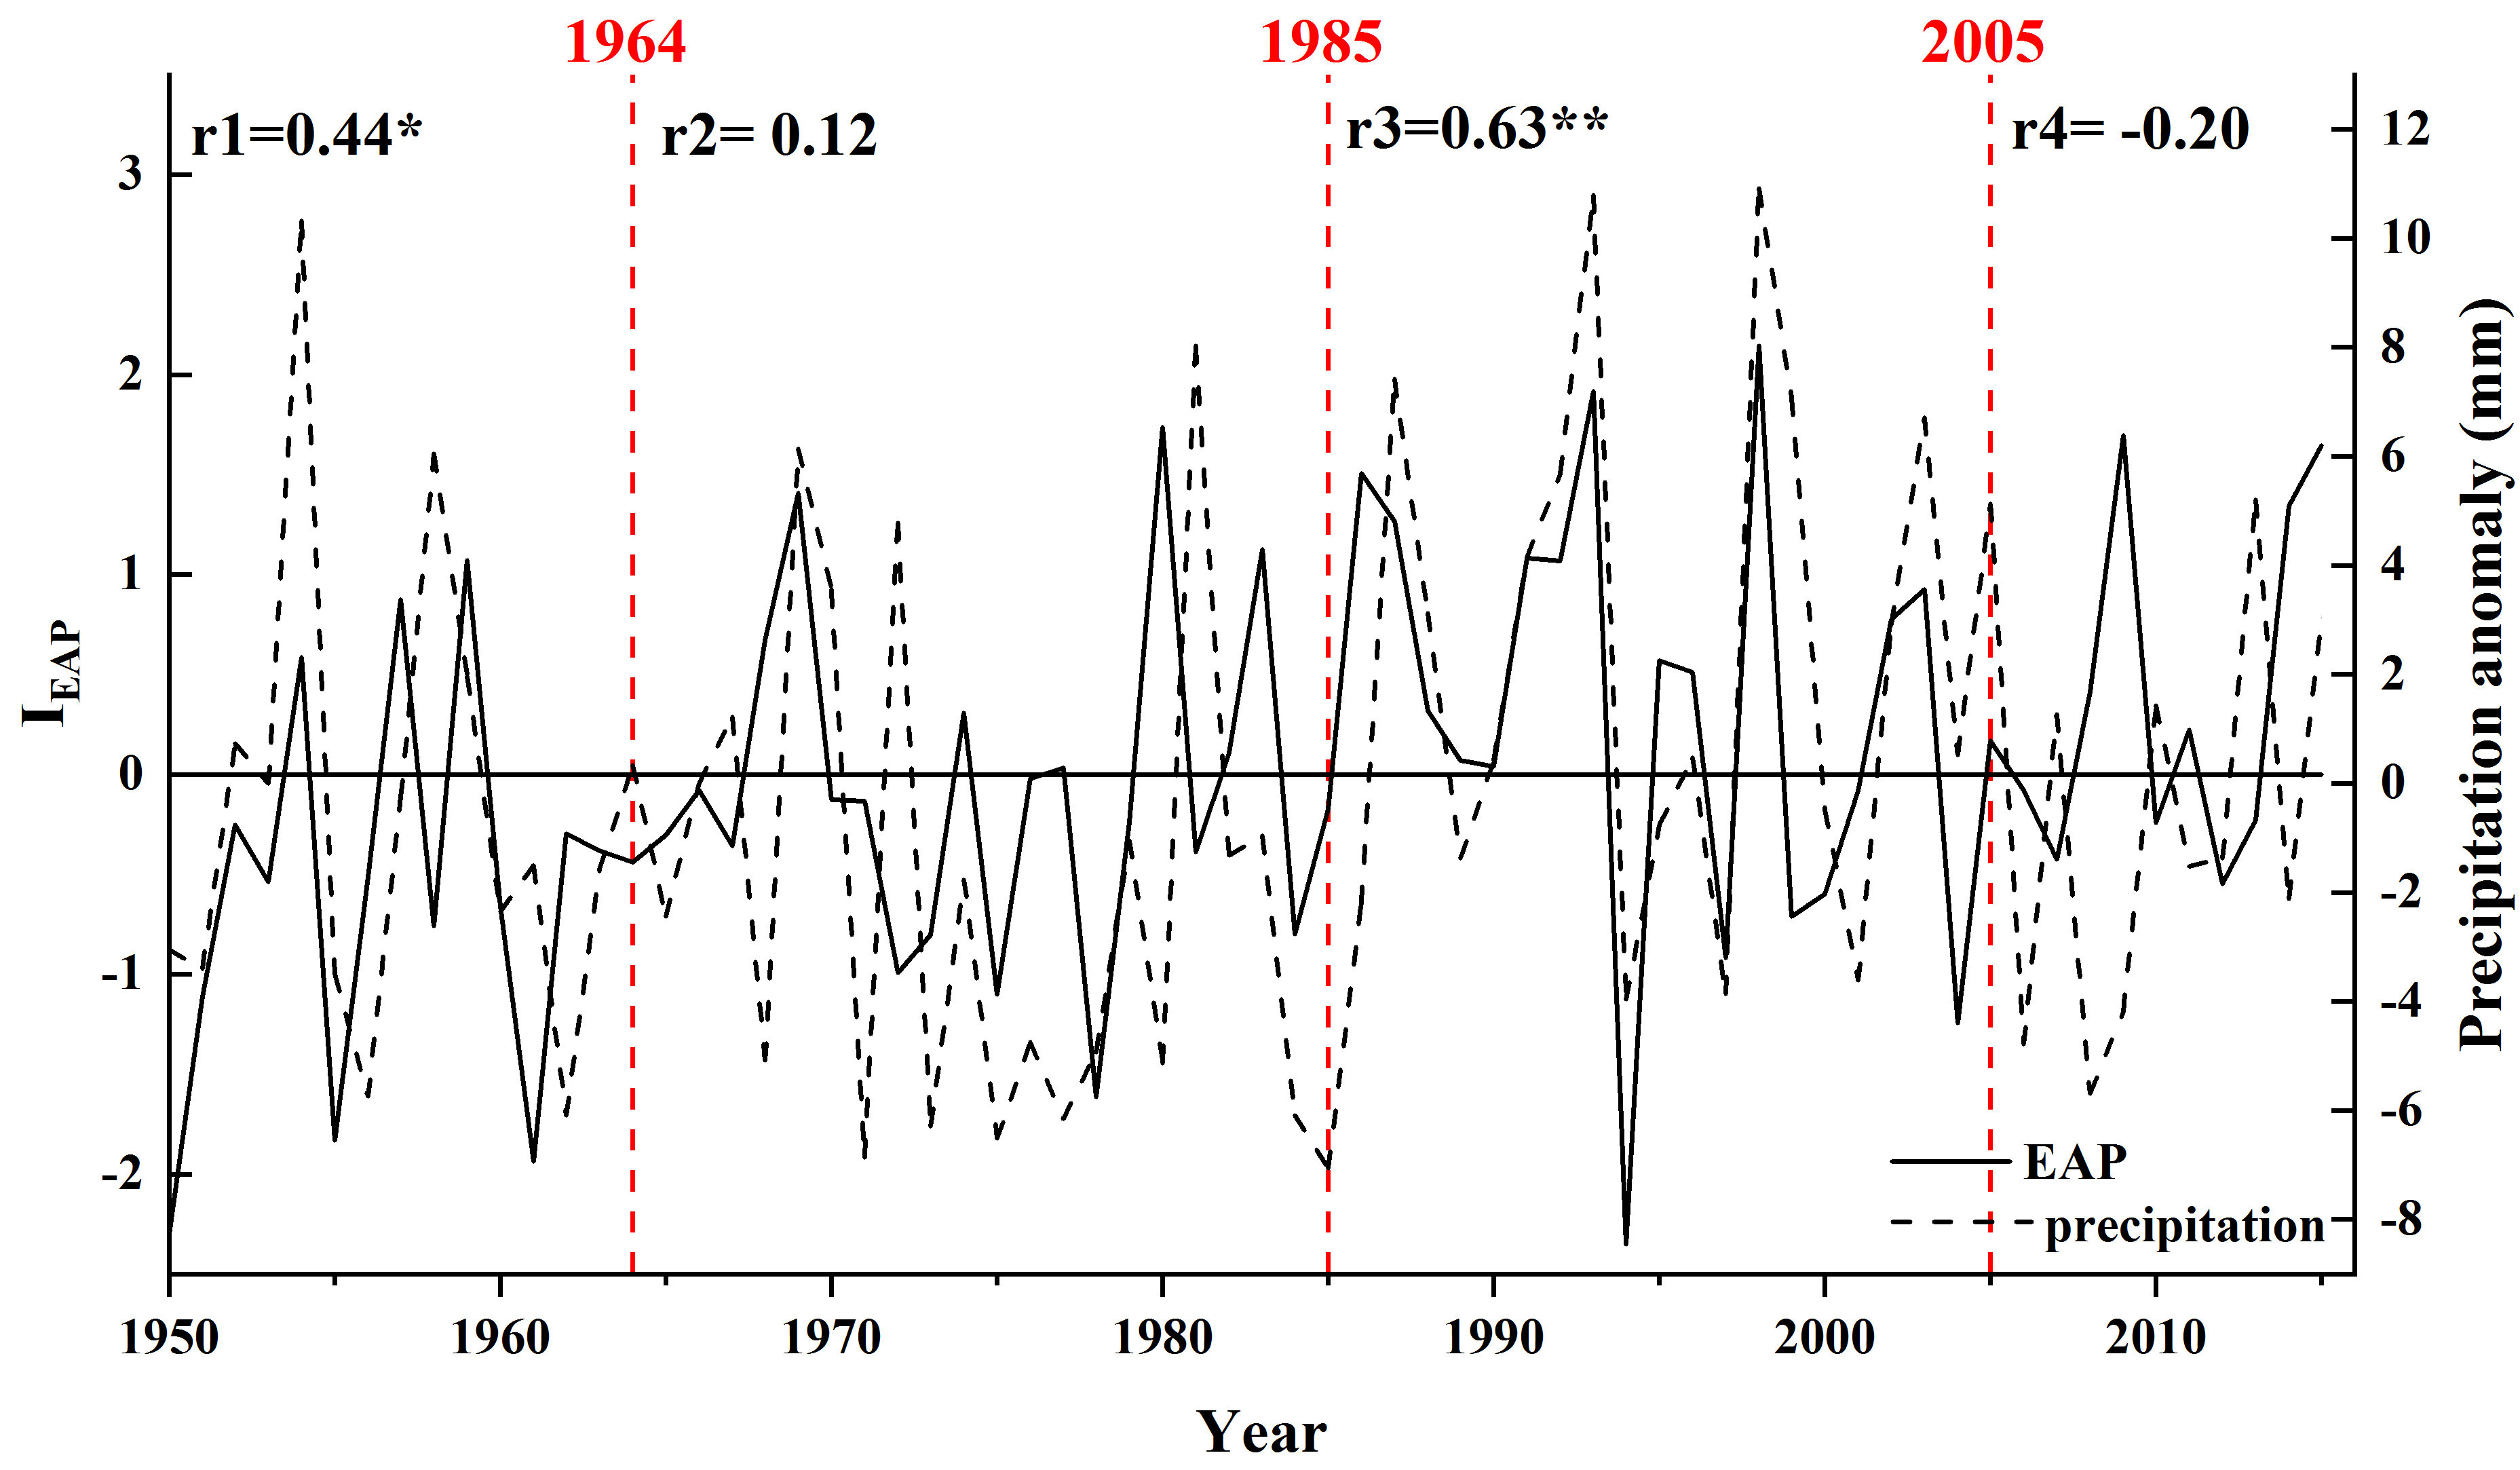 1964 1985 2005
r1=0.44* r2= 0.12 r3=0.63** r4= -0.20
3
2
1
0
-1
-2
I_EAP
12
10
8
6
4
2
0
-2
-4
-6
-8
Precipitation anomaly (mm)
EAP
precipitation
1950 1960 1970 1980 1990 2000 2010
Year